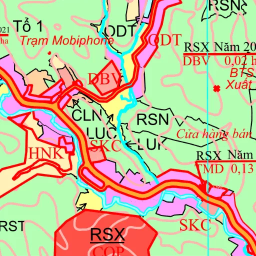 RSN
Tổ 1
ODT
ODT
Trạm Mobiphone
RSX Năm 20
DBV 0,02 h
DBV
BTS
Xuất
CLN
LUC
RSN
Cửa hàng bán
HNK
SKC
LUI
RSX Năm
TMD 0,13
SKC
RST
RSX
COP